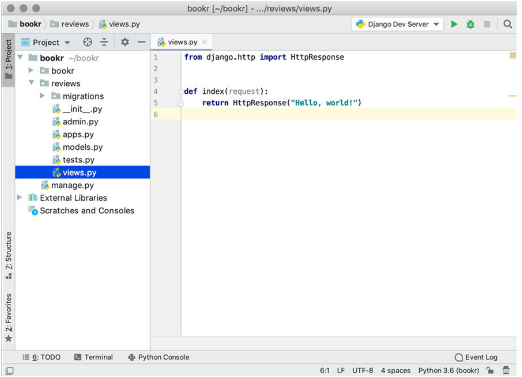 bookr [~/bookr] - .../reviews/views.py
bookr reviews views.py
Django Dev Server
1: Project
Project
views.py
bookr ~/bookr
bookr
reviews
migrations
__init__.py
admin.py
apps.py
models.py
tests.py
views.py
manage.py
External Libraries
Scratches and Consoles
1 from django.http import HttpResponse
2
3
4 def index(request):
5 return HttpResponse("Hello, world!")
6
7: Structure
2: Favorites
6: TODO
Terminal
Python Console
Event Log
6:1 LF UTF-8 4 spaces Python 3.6 (bookr)